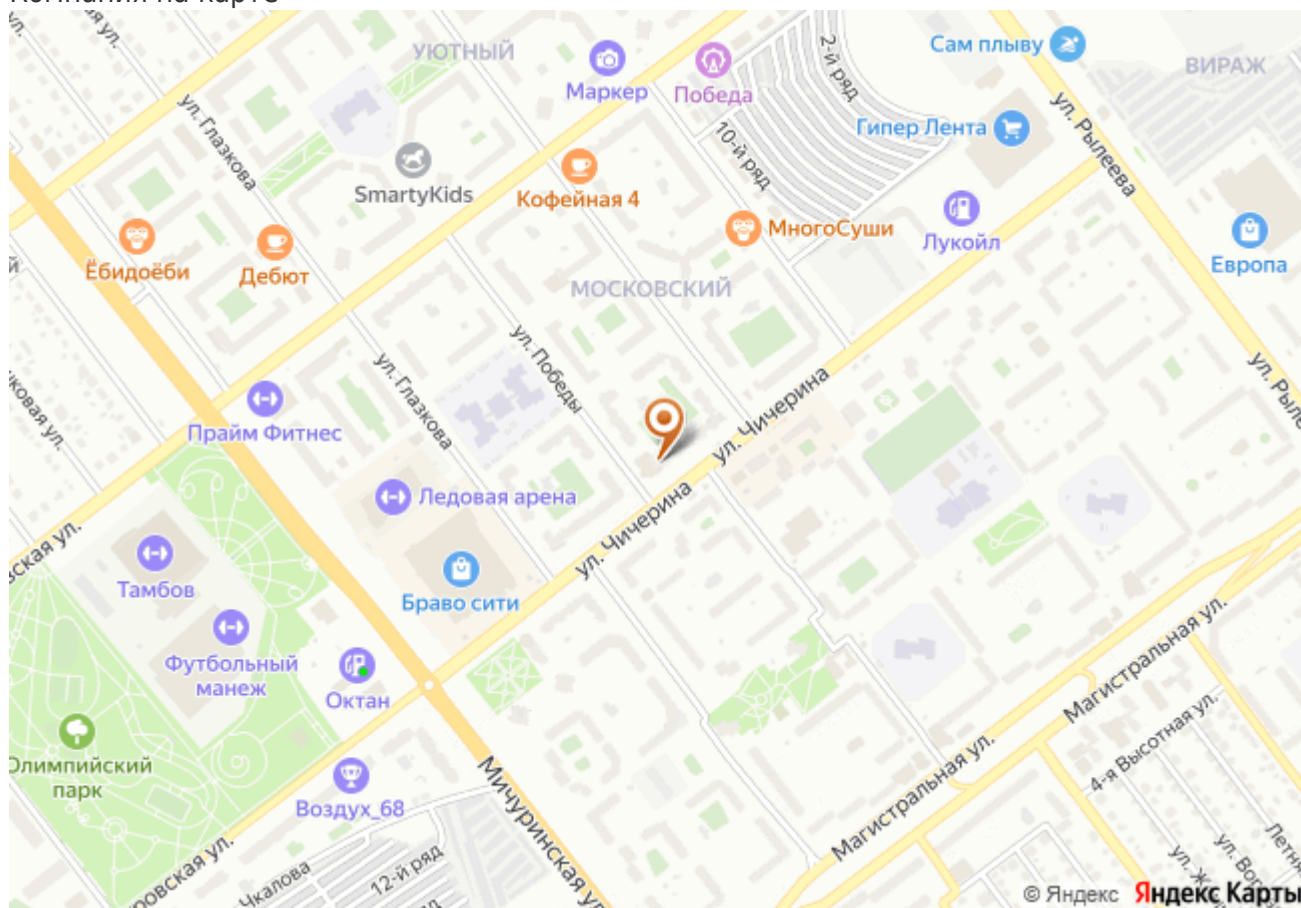 УЮТНЫЙ
Маркер
Победа
2-й ряд
Сам плыву
ВИРАЖ
ул. Глазкова
10-й ряд
Гипер Лента
ул. Рылеева
SmartyKids
Кофейная 4
МногоСуши
Лукойл
Европа
Ёбидоёби
Дебют
МОСКОВСКИЙ
ул. Победы
ул. Глазкова
ул. Чичерина
Прайм Фитнес
Ледовая арена
ул. Чичерина
Тамбов
Браво сити
Футбольный
манеж
Октан
Магистральная ул.
4-я Высотная ул.
Олимпийский
парк
Воздух_68
Мичуринская
Магистральная ул.
Чкалова
12-й ряд
© Яндекс Яндекс Карты